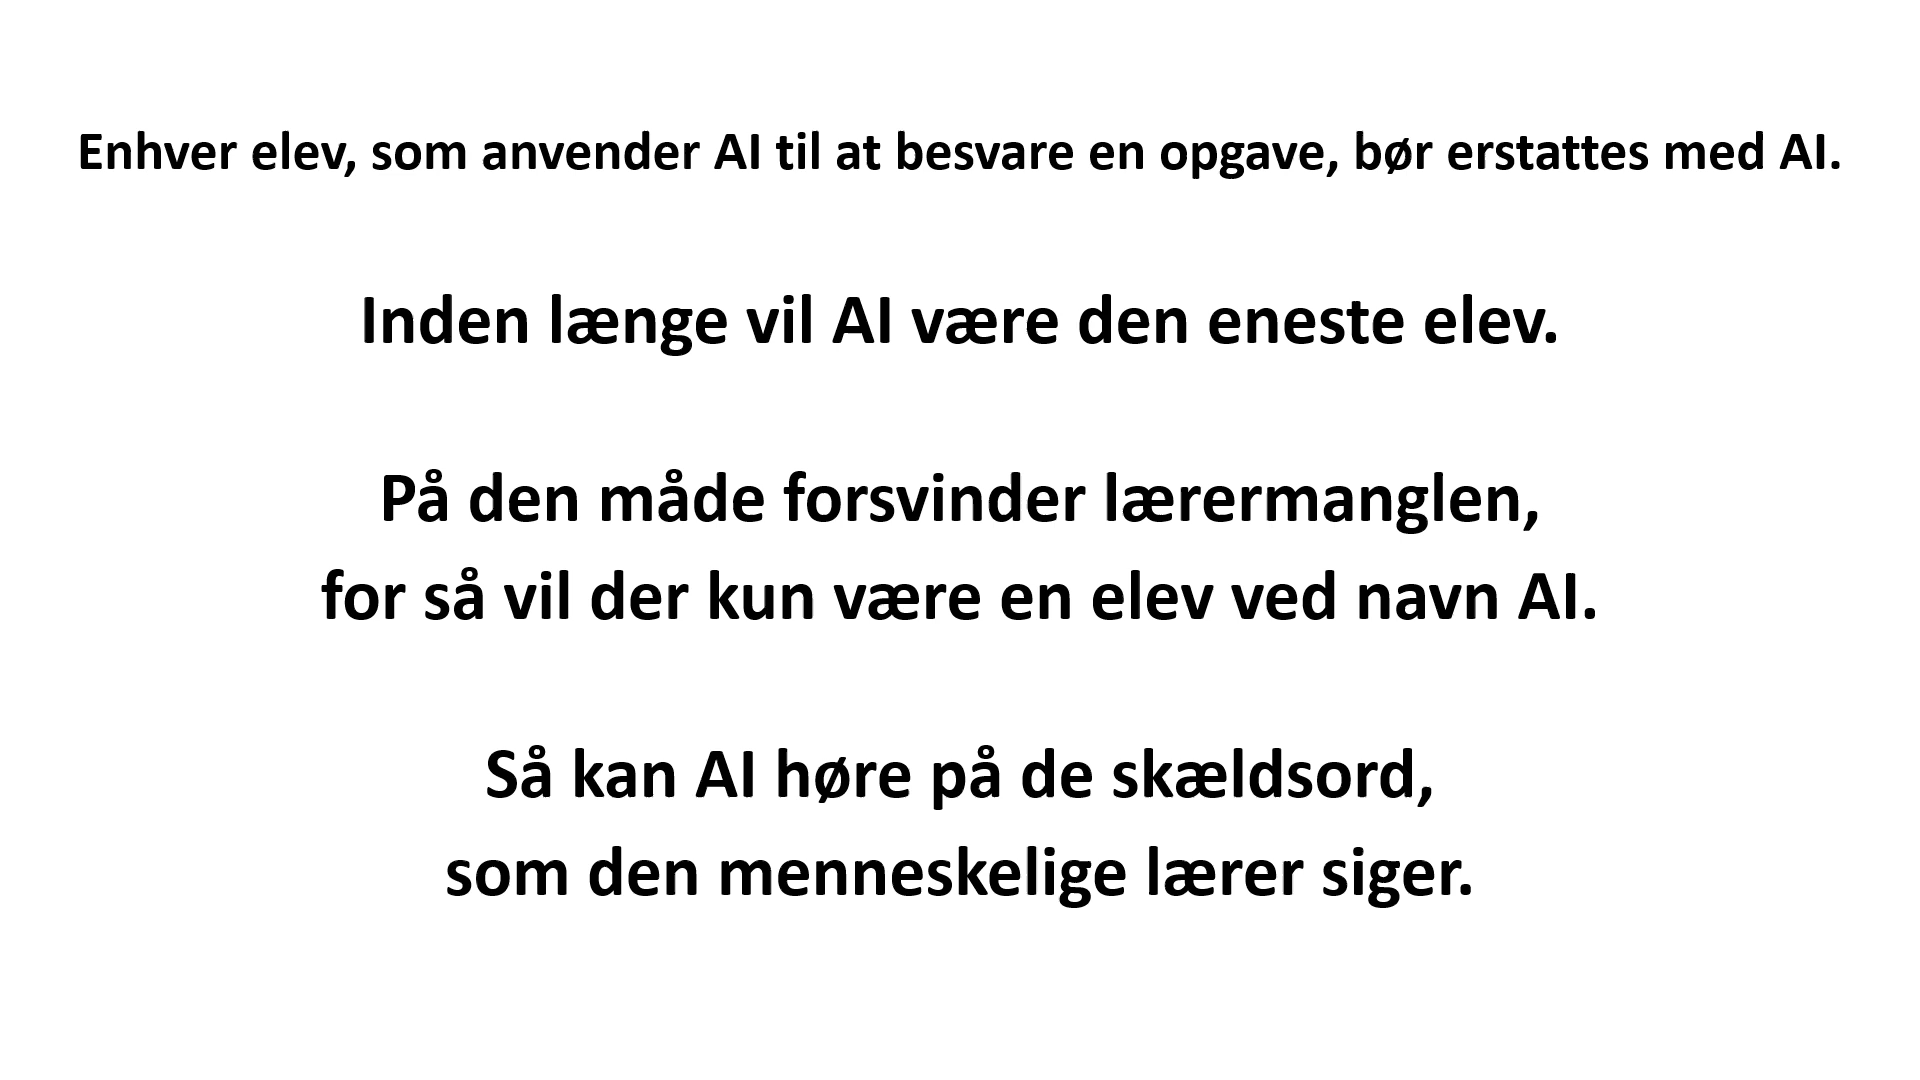 Enhver elev, som anvender AI til at besvare en opgave, bør erstattes med AI.
Inden længe vil AI være den eneste elev.
På den måde forsvinder lærermanglen,
for så vil der kun være en elev ved navn AI.
Så kan AI høre på de skældsord,
som den menneskelige lærer siger.